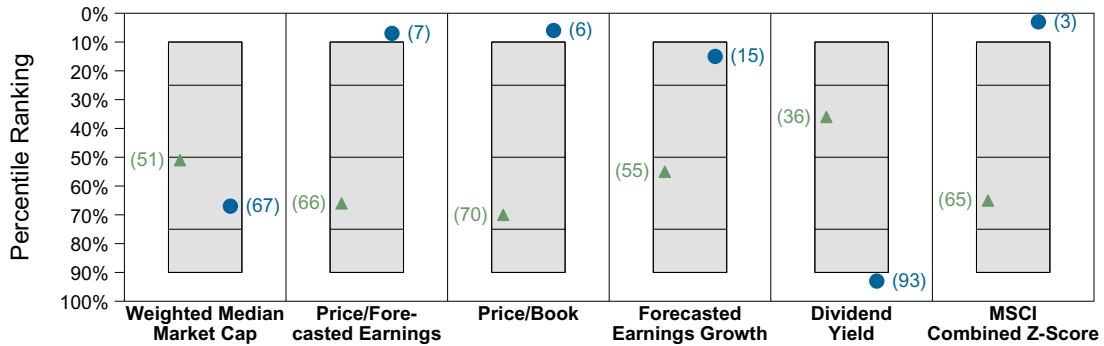 Percentile Ranking
0%
10%
20%
30%
40%
50%
60%
70%
80%
90%
100%
(51)
(67)
(66)
(7)
(70)
(6)
(55)
(15)
(36)
(93)
(65)
(3)
Weighted Median
Market Cap
Price/Fore-
casted Earnings
Price/Book
Forecasted
Earnings Growth
Dividend
Yield
MSCI
Combined Z-Score